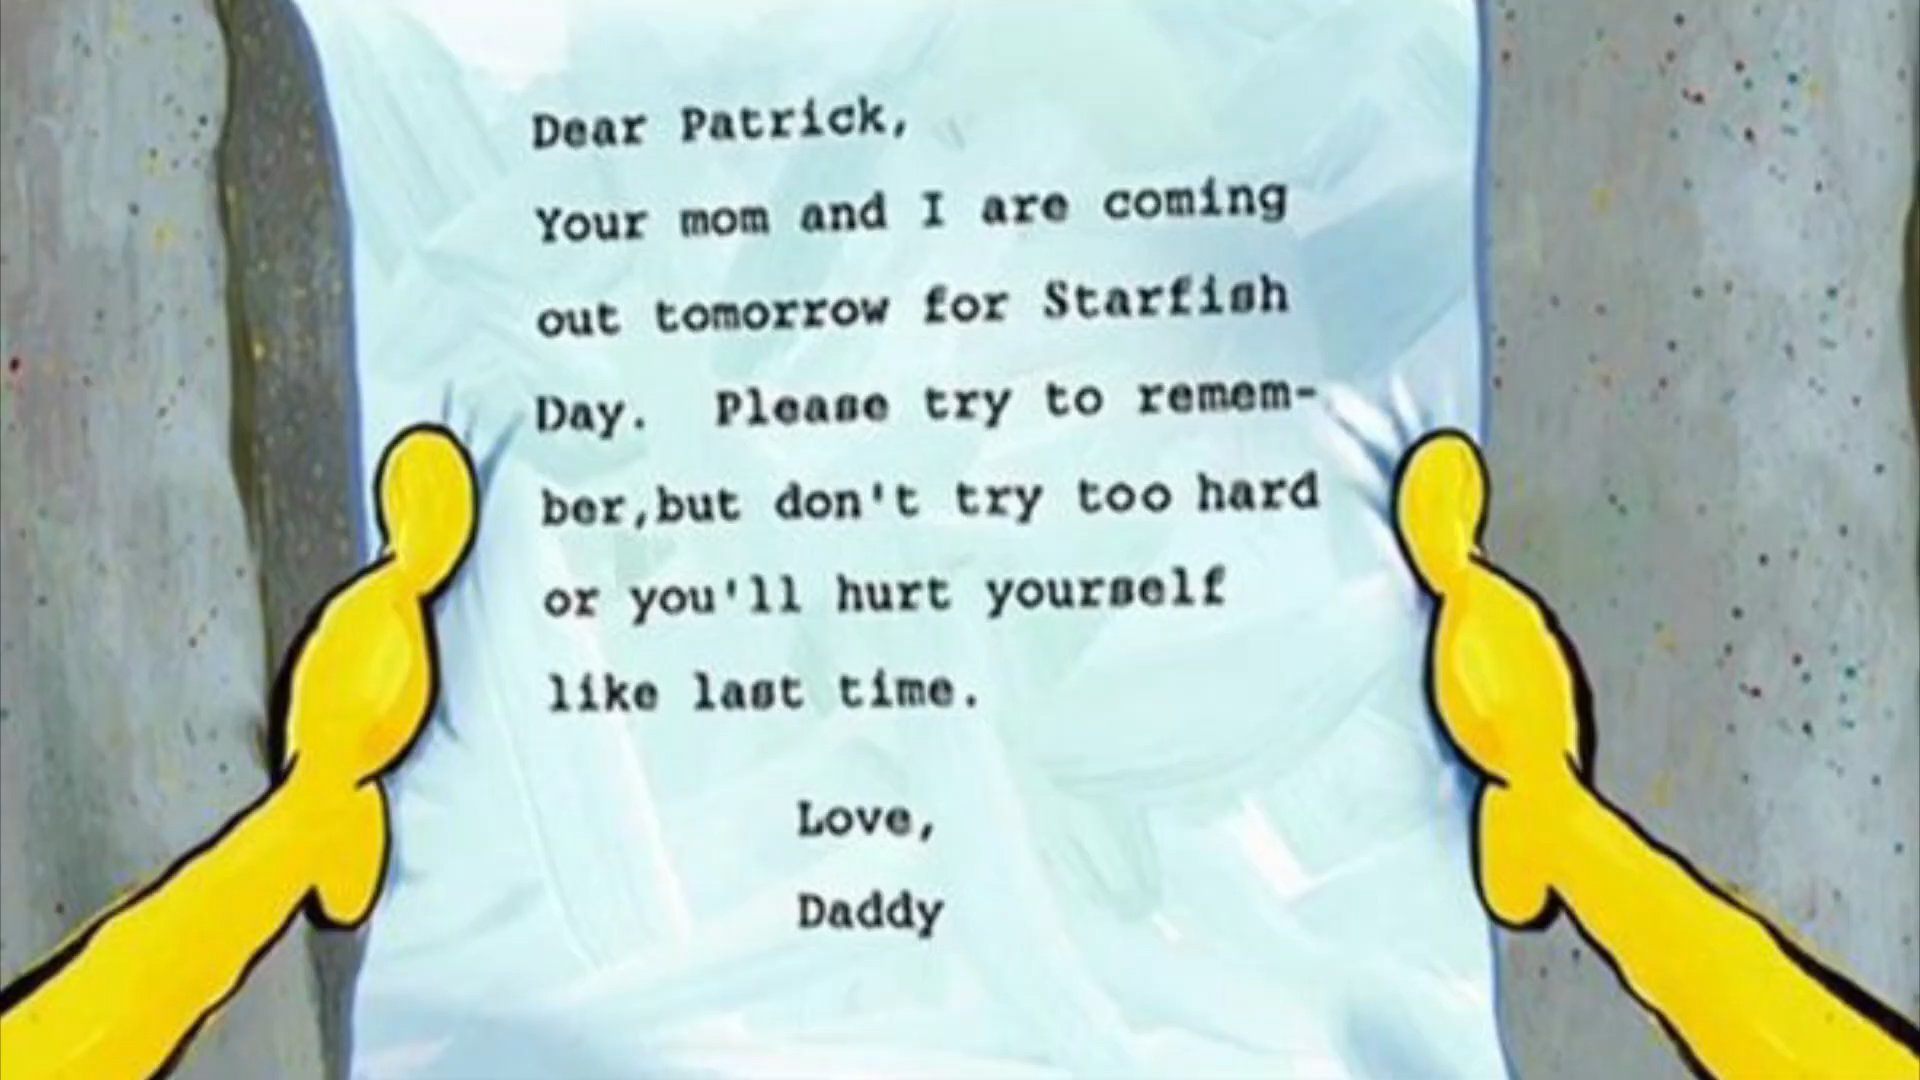 Dear Patrick,
Your mom and I are coming
out tomorrow for Starfish
Day. Please try to remem-
ber,but don't try too hard
or you'll hurt yourself
like last time.
Love,
Daddy